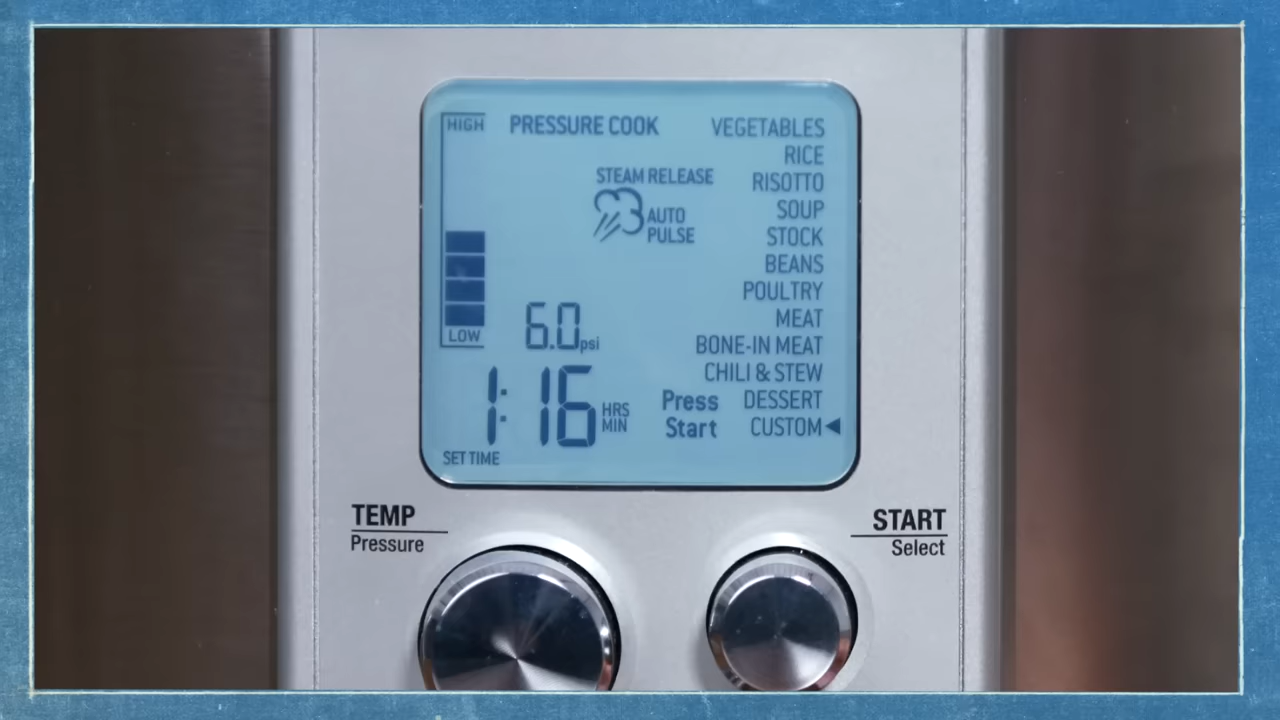 HIGH
PRESSURE COOK
STEAM RELEASE
AUTO
PULSE
LOW
6.0psi
1:16 HRS
MIN
SET TIME
VEGETABLES
RICE
RISOTTO
SOUP
STOCK
BEANS
POULTRY
MEAT
BONE-IN MEAT
CHILI & STEW
DESSERT
CUSTOM
Press
Start
TEMP
Pressure
START
Select